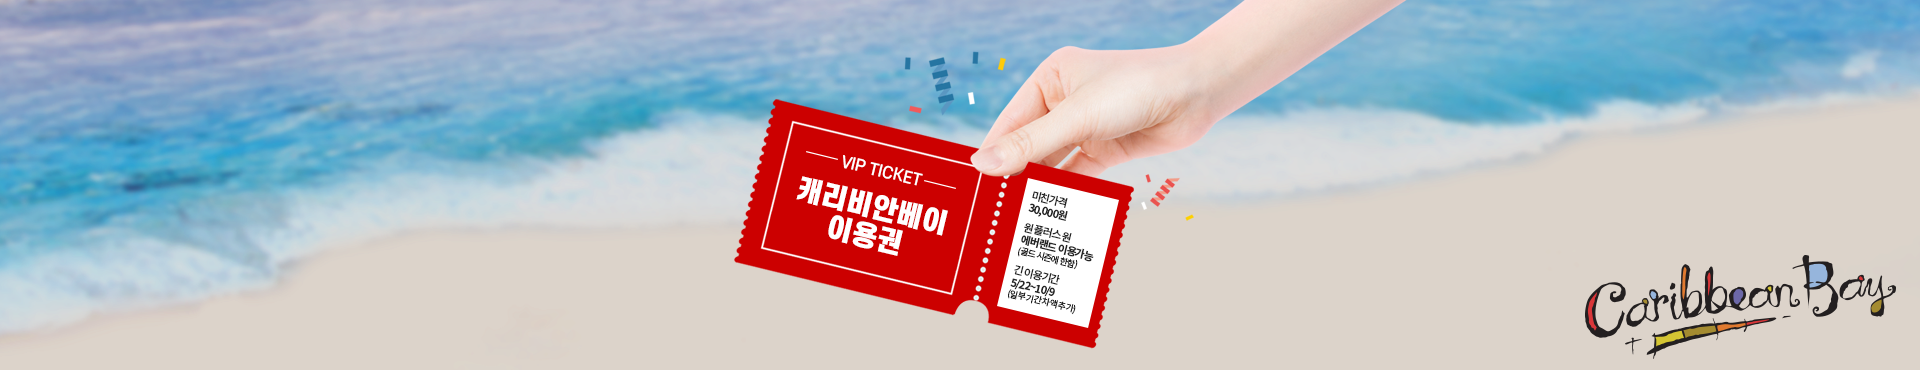 VIP TICKET
캐리비안베이
이용권
미친가격
30,000원
원플러스원
에버랜드 이용가능
(골드 시즌에 한함)
긴 이용기간
5/22~10/9
(일부기간차액추가)
Caribbean Bay